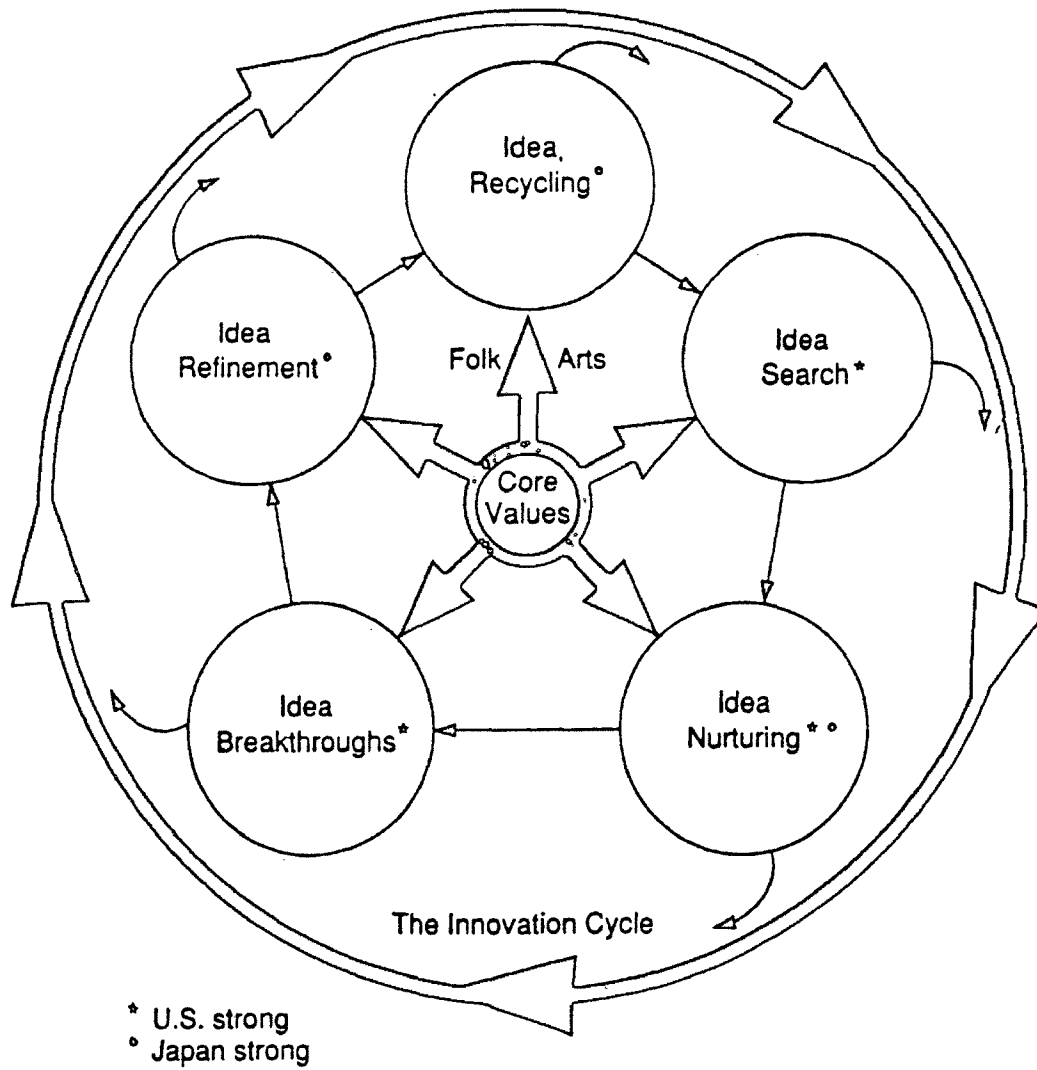 Idea,
Recycling°
Idea
Refinement°
Folk Arts
Idea
Search*
Core
Values
Idea
Breakthroughs*
Idea
Nurturing*°
The Innovation Cycle
* U.S. strong
° Japan strong